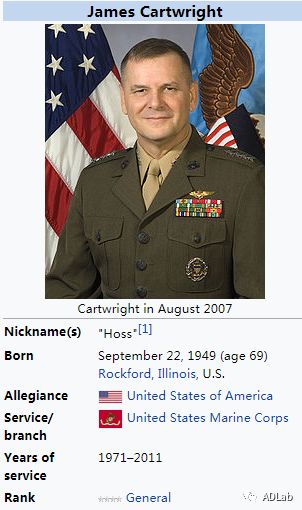 James Cartwright
Cartwright in August 2007
Nickname(s) "Hoss"[1]
Born September 22, 1949 (age 69)
Rockford, Illinois, U.S.
Allegiance United States of America
Service/ United States Marine Corps
branch
Years of 1971–2011
service
Rank General
ADLab